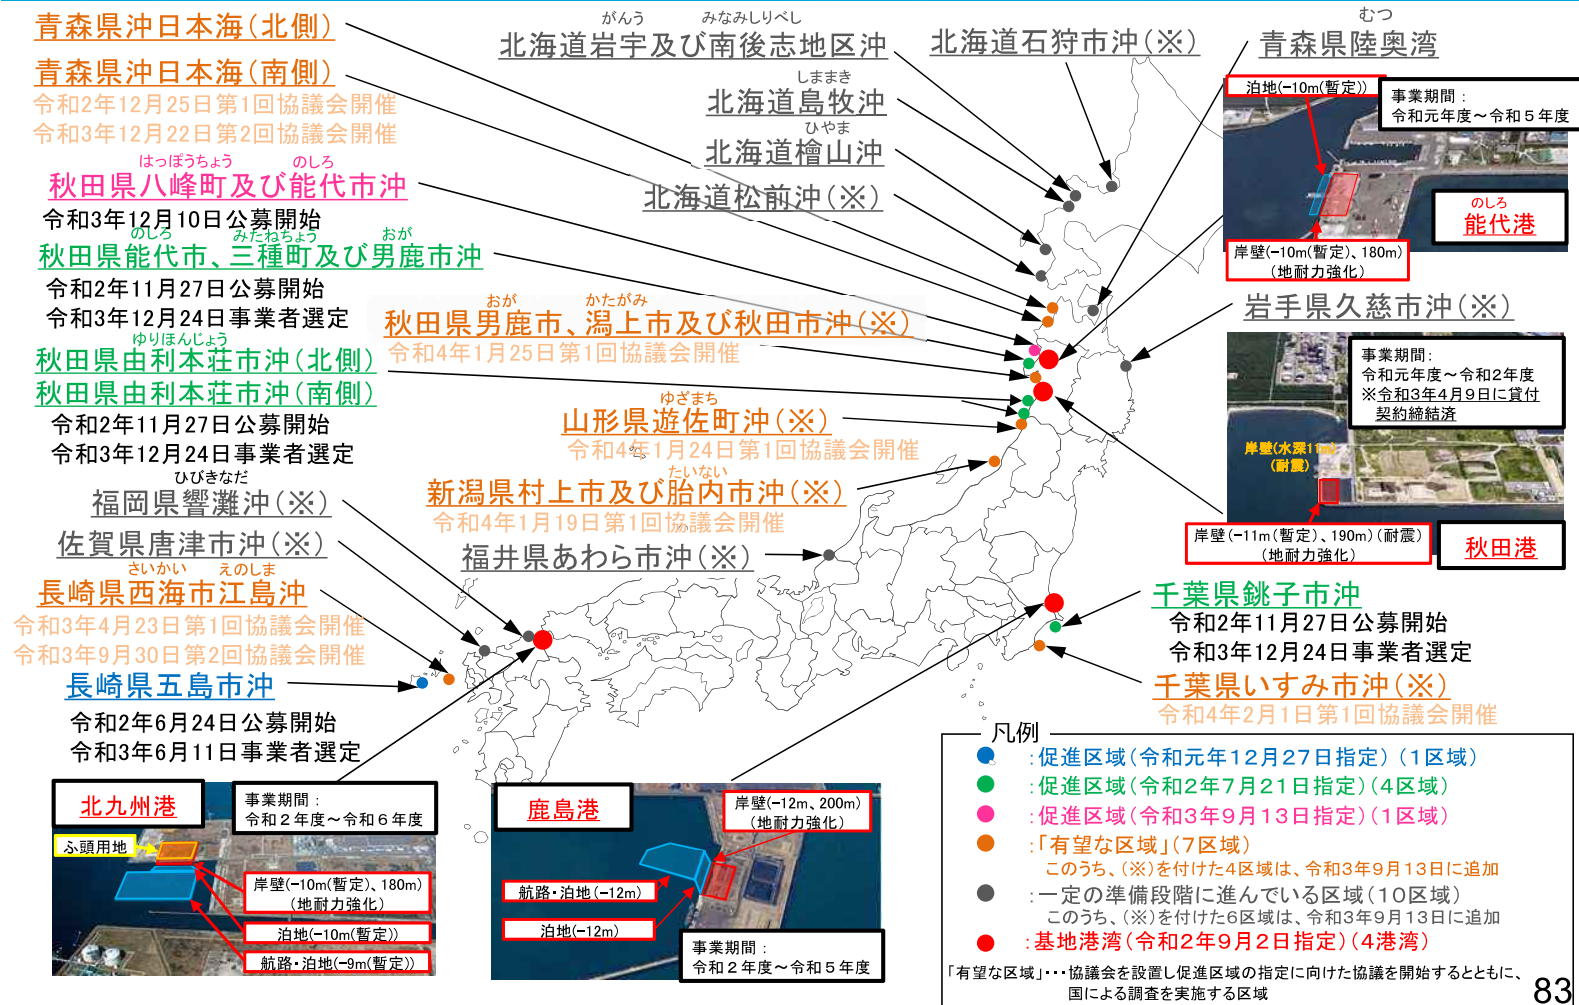 青森県沖日本海(北側)
青森県沖日本海(南側)
令和2年12月25日第1回協議会開催
令和3年12月22日第2回協議会開催
はっぽうちょう のしろ
秋田県八峰町及び能代市沖
令和3年12月10日公募開始
のしろ みたねちょう おが
秋田県能代市、三種町及び男鹿市沖
令和2年11月27日公募開始
令和3年12月24日事業者選定
ゆりほんじょう
秋田県由利本荘市沖(北側)
秋田県由利本荘市沖(南側)
令和2年11月27日公募開始
令和3年12月24日事業者選定
ひびきなだ
福岡県響灘沖(※)
佐賀県唐津市沖(※)
さいかい えのしま
長崎県西海市江島沖
令和3年4月23日第1回協議会開催
令和3年9月30日第2回協議会開催
長崎県五島市沖
令和2年6月24日公募開始
令和3年6月11日事業者選定
がんう みなみしりべし
北海道岩宇及び南後志地区沖
しままき
北海道島牧沖
ひやま
北海道檜山沖
北海道松前沖(※)
北海道石狩市沖(※)
むつ
青森県陸奥湾
おが かたがみ
秋田県男鹿市、潟上市及び秋田市沖(※)
令和4年1月25日第1回協議会開催
ゆざまち
山形県遊佐町沖(※)
令和4年1月24日第1回協議会開催
たいない
新潟県村上市及び胎内市沖(※)
令和4年1月19日第1回協議会開催
福井県あわら市沖(※)
泊地(-10m(暫定))
事業期間:
令和元年度~令和5年度
のしろ
能代港
岸壁(-10m(暫定)、180m)
(地耐力強化)
岩手県久慈市沖(※)
事業期間:
令和元年度~令和2年度
※令和3年4月9日に貸付
契約締結済
岸壁(水深11m)
(耐震)
岸壁(-11m(暫定)、190m)(耐震)
(地耐力強化)
秋田港
千葉県銚子市沖
令和2年11月27日公募開始
令和3年12月24日事業者選定
千葉県いすみ市沖(※)
令和4年2月1日第1回協議会開催
北九州港
事業期間:
令和2年度~令和6年度
ふ頭用地
岸壁(-10m(暫定)、180m)
(地耐力強化)
泊地(-10m(暫定))
航路・泊地(-9m(暫定))
鹿島港
岸壁(-12m、200m)
(地耐力強化)
航路・泊地(-12m)
泊地(-12m)
事業期間:
令和2年度~令和5年度
凡例
:促進区域(令和元年12月27日指定)(1区域)
:促進区域(令和2年7月21日指定)(4区域)
:促進区域(令和3年9月13日指定)(1区域)
:「有望な区域」(7区域)
このうち、(※)を付けた4区域は、令和3年9月13日に追加
:一定の準備段階に進んでいる区域(10区域)
このうち、(※)を付けた6区域は、令和3年9月13日に追加
:基地港湾(令和2年9月2日指定)(4港湾)
「有望な区域」・・・協議会を設置し促進区域の指定に向けた協議を開始するとともに、
国による調査を実施する区域
83